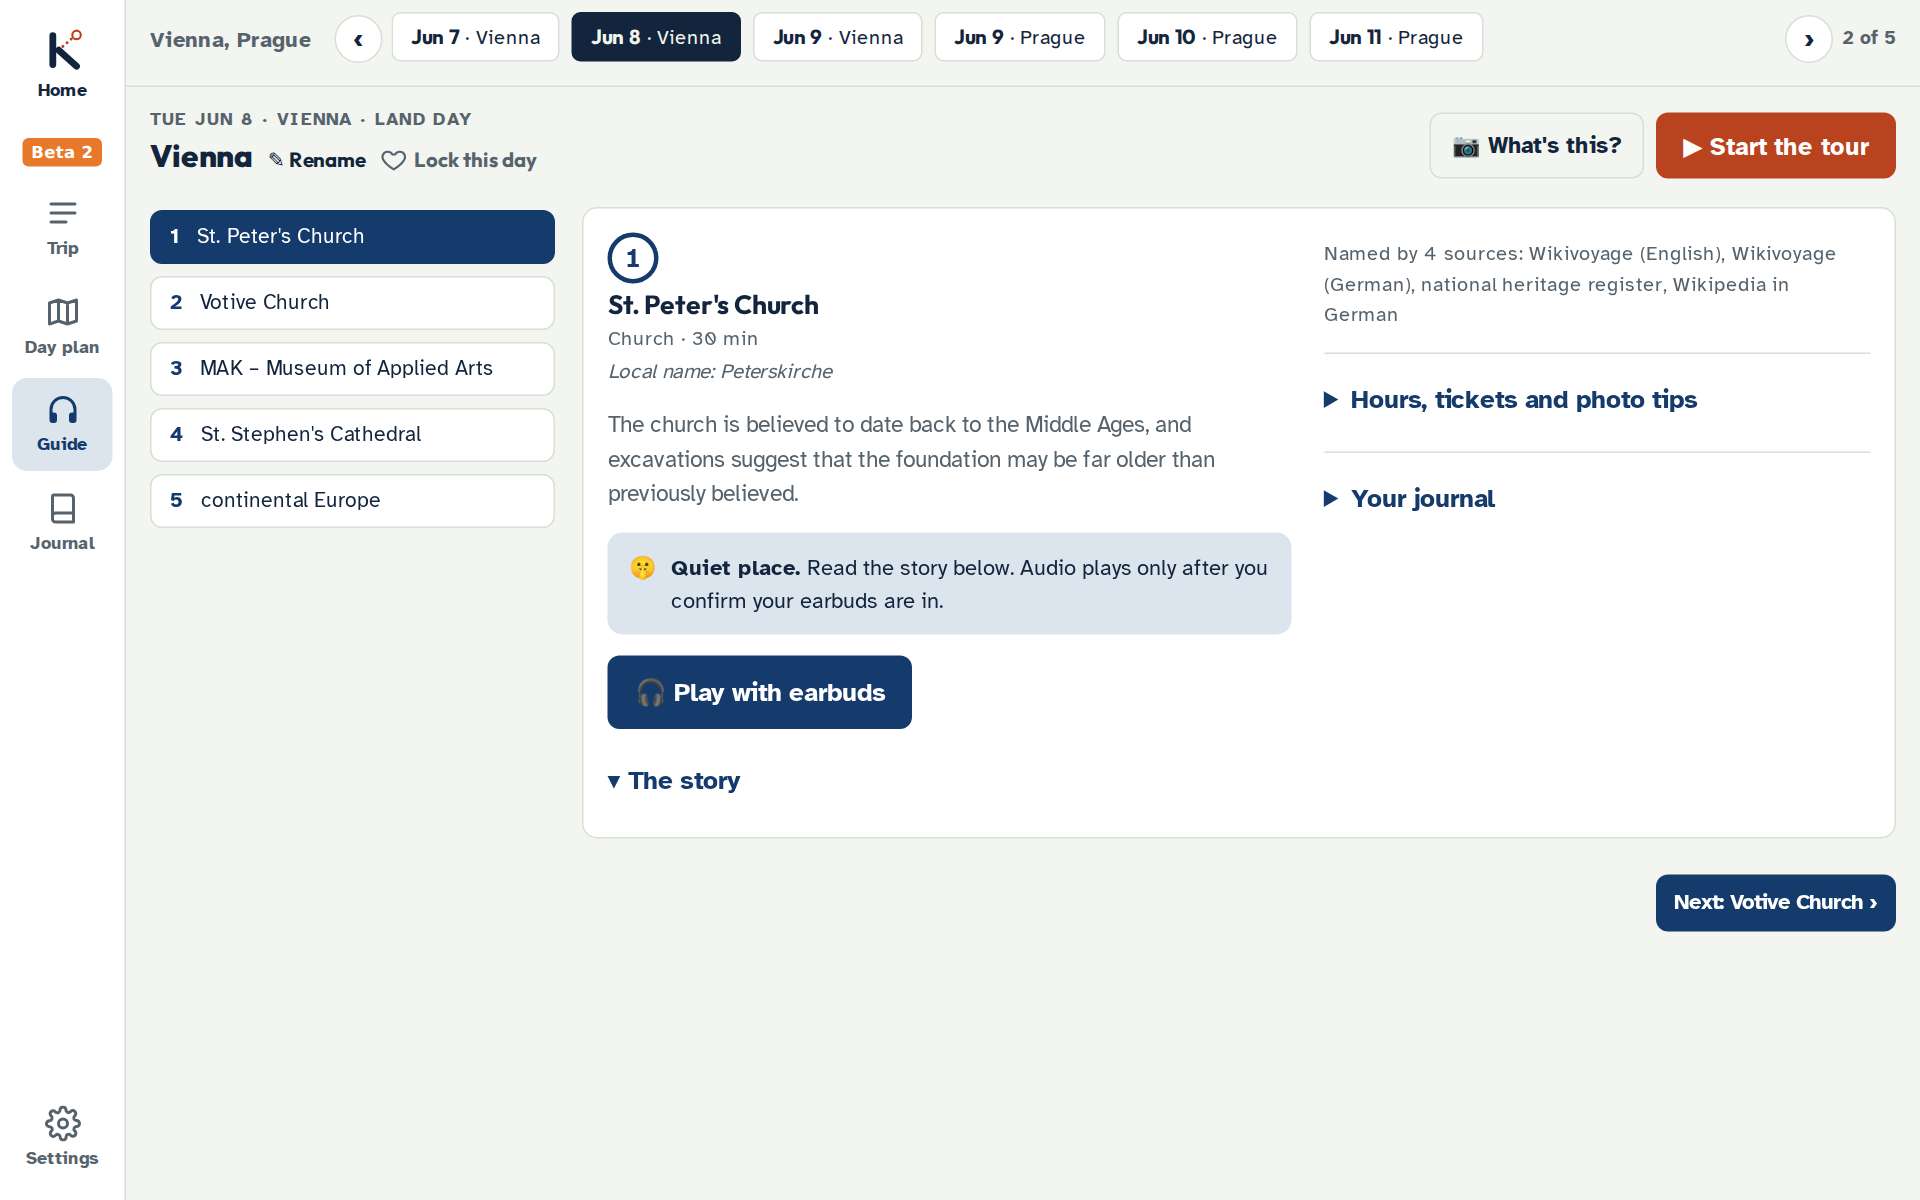 Home
Beta 2
Trip
Day plan
Guide
Journal
Settings
Vienna, Prague
‹
Jun 7 · Vienna
Jun 8 · Vienna
Jun 9 · Vienna
Jun 9 · Prague
Jun 10 · Prague
Jun 11 · Prague
›
2 of 5
TUE JUN 8 · VIENNA · LAND DAY
Vienna
✎ Rename
Lock this day
What's this?
▶ Start the tour
1 St. Peter's Church
2 Votive Church
3 MAK – Museum of Applied Arts
4 St. Stephen's Cathedral
5 continental Europe
1
St. Peter's Church
Church · 30 min
Local name: Peterskirche
The church is believed to date back to the Middle Ages, and
excavations suggest that the foundation may be far older than
previously believed.
Quiet place. Read the story below. Audio plays only after you
confirm your earbuds are in.
Play with earbuds
▼ The story
Named by 4 sources: Wikivoyage (English), Wikivoyage
(German), national heritage register, Wikipedia in
German
▶ Hours, tickets and photo tips
▶ Your journal
Next: Votive Church ›